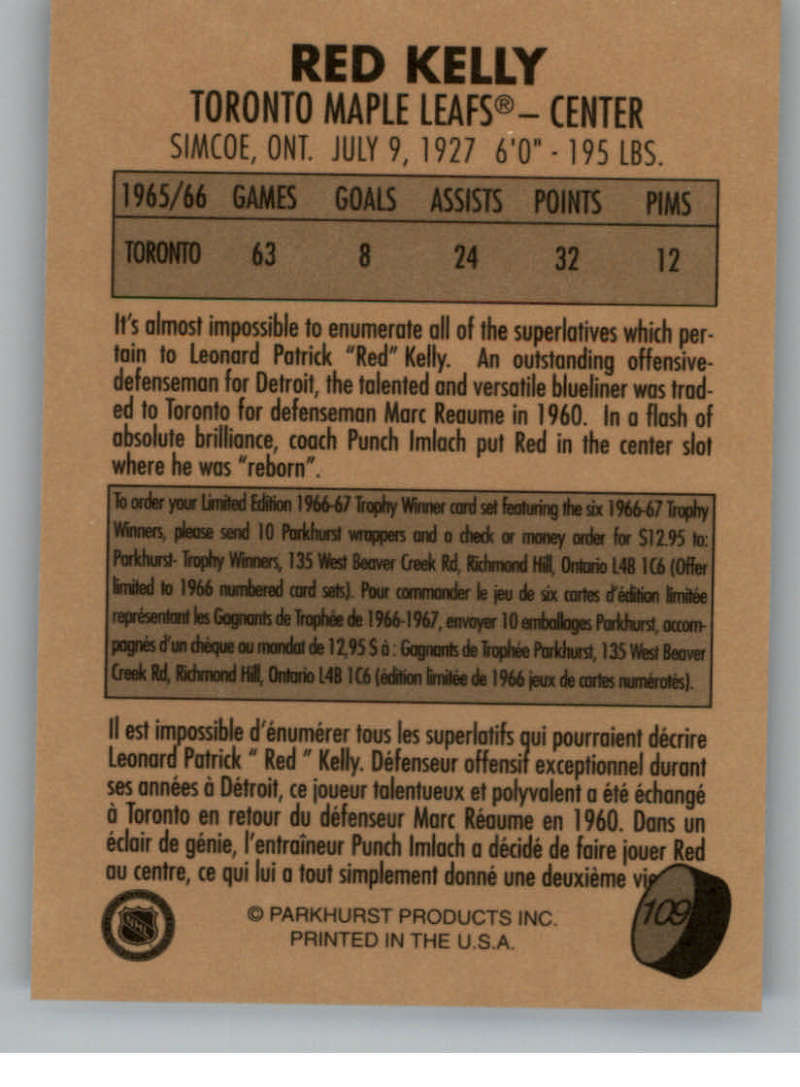 RED KELLY
TORONTO MAPLE LEAFS® – CENTER
SIMCOE, ONT. JULY 9, 1927 6'0" - 195 LBS.
1965/66 GAMES GOALS ASSISTS POINTS PIMS
TORONTO 63 8 24 32 12
It's almost impossible to enumerate all of the superlatives which per-
tain to Leonard Patrick "Red" Kelly. An outstanding offensive-
defenseman for Detroit, the talented and versatile blueliner was trad-
ed to Toronto for defenseman Marc Reaume in 1960. In a flash of
absolute brilliance, coach Punch Imlach put Red in the center slot
where he was "reborn".
To order your Limited Edition 1966-67 Trophy Winner card set featuring the six 1966-67 Trophy
Winners, please send 10 Parkhurst wrappers and a check or money order for $12.95 to:
Parkhurst- Trophy Winners, 135 West Beaver Creek Rd, Richmond Hill, Ontario L4B 1C6 (Offer
limited to 1966 numbered card sets). Pour commander le jeu de six cartes d'édition limitée
représentant les Gagnants de Trophée de 1966-1967, envoyer 10 emballages Parkhurst, accom-
pagnés d'un chèque ou mandat de 12,95 $ à : Gagnants de Trophée Parkhurst, 135 West Beaver
Creek Rd, Richmond Hill, Ontario L4B 1C6 (édition limitée de 1966 jeux de cartes numérotés).
Il est impossible d'énumérer tous les superlatifs qui pourraient décrire
Leonard Patrick " Red " Kelly. Défenseur offensif exceptionnel durant
ses années à Détroit, ce joueur talentueux et polyvalent a été échangé
à Toronto en retour du défenseur Marc Réaume en 1960. Dans un
éclair de génie, l'entraîneur Punch Imlach a décidé de faire jouer Red
au centre, ce qui lui a tout simplement donné une deuxième vie
NHL
© PARKHURST PRODUCTS INC.
PRINTED IN THE U.S.A.
109